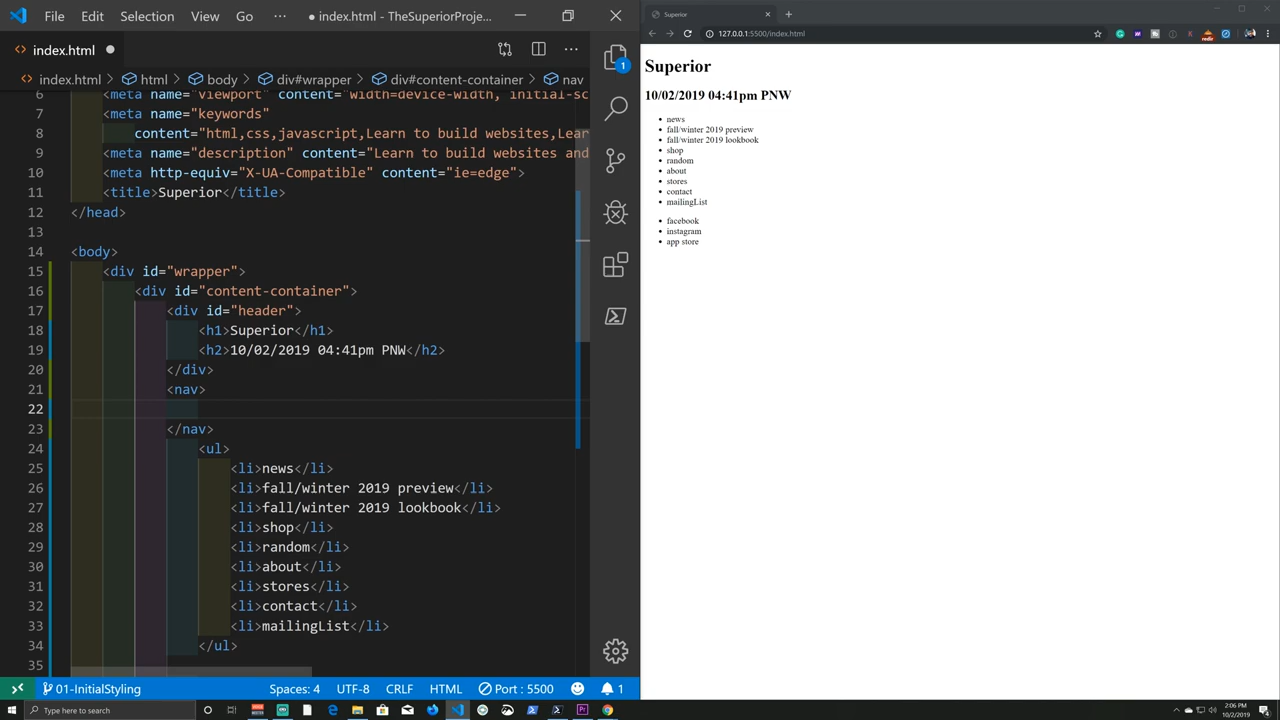 File Edit Selection View Go ··· ● index.html - TheSuperiorProje...
index.html ●
index.html > html > body > div#wrapper > div#content-container > nav
6 <meta name="viewport" content="width=device-width, initial-sc
7 <meta name="keywords"
8 content="html,css,javascript,Learn to build websites,Lear
9 <meta name="description" content="Learn to build websites and
10 <meta http-equiv="X-UA-Compatible" content="ie=edge">
11 <title>Superior</title>
12 </head>
13
14 <body>
15 <div id="wrapper">
16 <div id="content-container">
17 <div id="header">
18 <h1>Superior</h1>
19 <h2>10/02/2019 04:41pm PNW</h2>
20 </div>
21 <nav>
22
23 </nav>
24 <ul>
25 <li>news</li>
26 <li>fall/winter 2019 preview</li>
27 <li>fall/winter 2019 lookbook</li>
28 <li>shop</li>
29 <li>random</li>
30 <li>about</li>
31 <li>stores</li>
32 <li>contact</li>
33 <li>mailingList</li>
34 </ul>
35
1
01-InitialStyling Spaces: 4 UTF-8 CRLF HTML Port : 5500 1
Superior
127.0.0.1:5500/index.html
Superior
10/02/2019 04:41pm PNW
• news
• fall/winter 2019 preview
• fall/winter 2019 lookbook
• shop
• random
• about
• stores
• contact
• mailingList
• facebook
• instagram
• app store
Type here to search
2:06 PM
10/2/2019